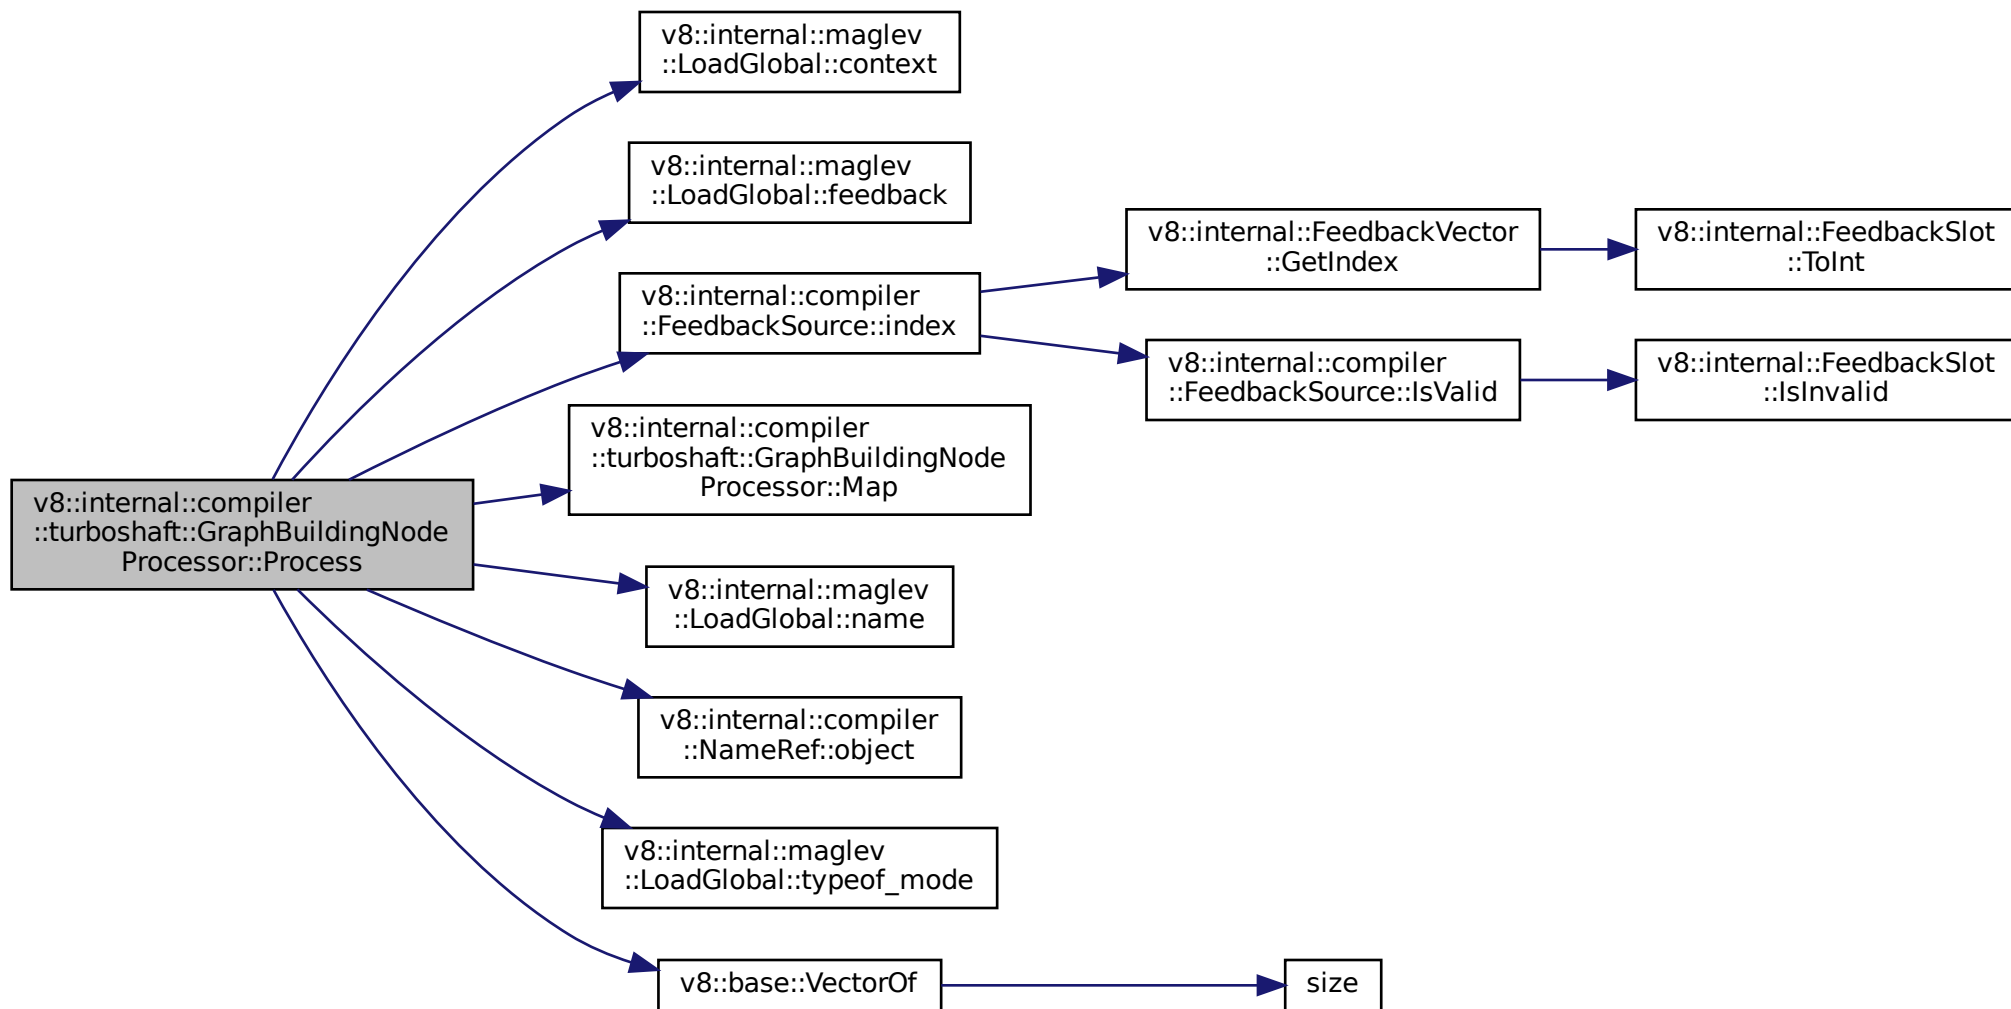 v8::internal::maglev
::LoadGlobal::context
v8::internal::maglev
::LoadGlobal::feedback
v8::internal::compiler
::FeedbackSource::index
v8::internal::FeedbackVector
::GetIndex
v8::internal::FeedbackSlot
::ToInt
v8::internal::compiler
::FeedbackSource::IsValid
v8::internal::FeedbackSlot
::IsInvalid
v8::internal::compiler
::turboshaft::GraphBuildingNode
Processor::Map
v8::internal::compiler
::turboshaft::GraphBuildingNode
Processor::Process
v8::internal::maglev
::LoadGlobal::name
v8::internal::compiler
::NameRef::object
v8::internal::maglev
::LoadGlobal::typeof_mode
v8::base::VectorOf
size